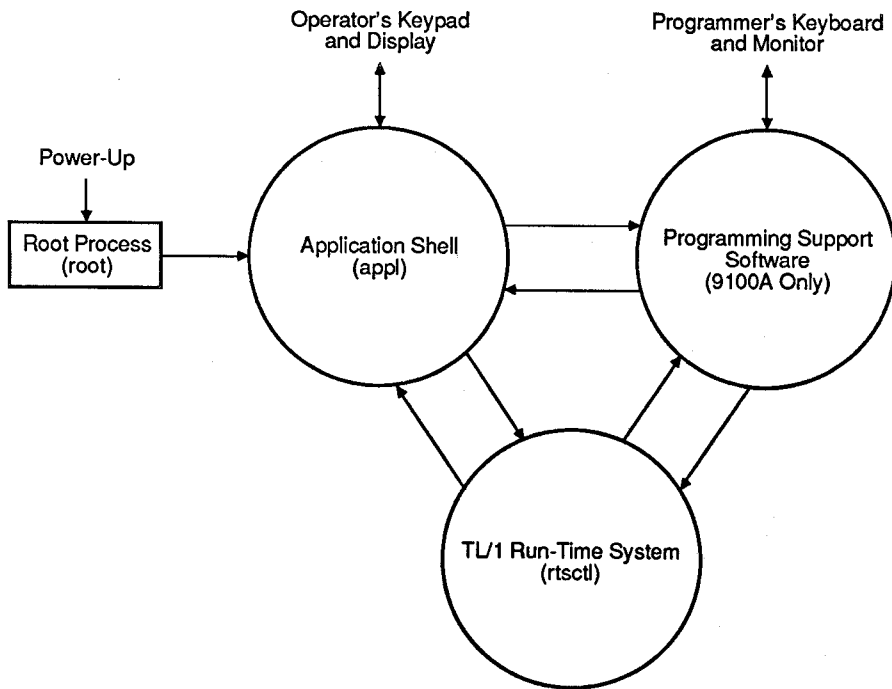 Operator's Keypad
and Display
Programmer's Keyboard
and Monitor
Power-Up
Root Process
(root)
Application Shell
(appl)
Programming Support
Software
(9100A Only)
TL/1 Run-Time System
(rtsctl)